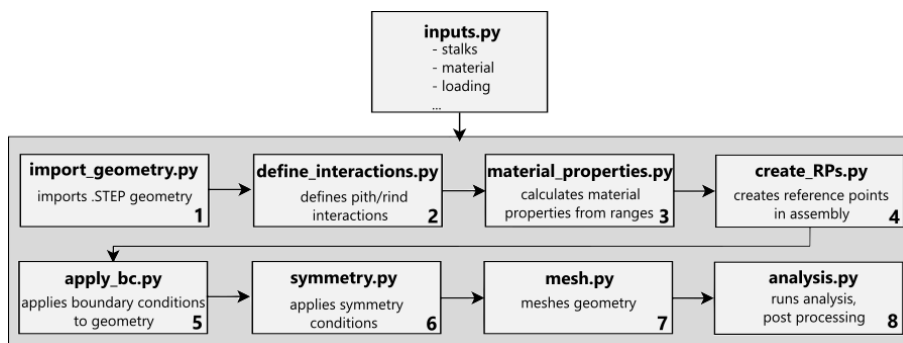 inputs.py
- stalks
- material
- loading
...
import_geometry.py
imports .STEP geometry
1
define_interactions.py
defines pith/rind
interactions
2
material_properties.py
calculates material
properties from ranges
3
create_RPs.py
creates reference points
in assembly
4
apply_bc.py
applies boundary conditions
to geometry
5
symmetry.py
applies symmetry
conditions
6
mesh.py
meshes geometry
7
analysis.py
runs analysis,
post processing
8